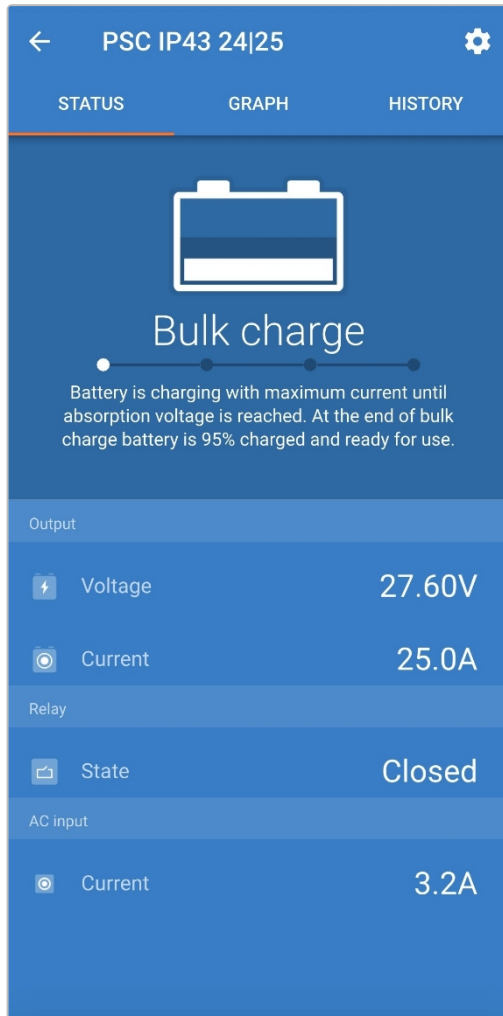 PSC IP43 24|25
STATUS GRAPH HISTORY
Bulk charge
Battery is charging with maximum current until
absorption voltage is reached. At the end of bulk
charge battery is 95% charged and ready for use.
Output
Voltage 27.60V
Current 25.0A
Relay
State Closed
AC input
Current 3.2A